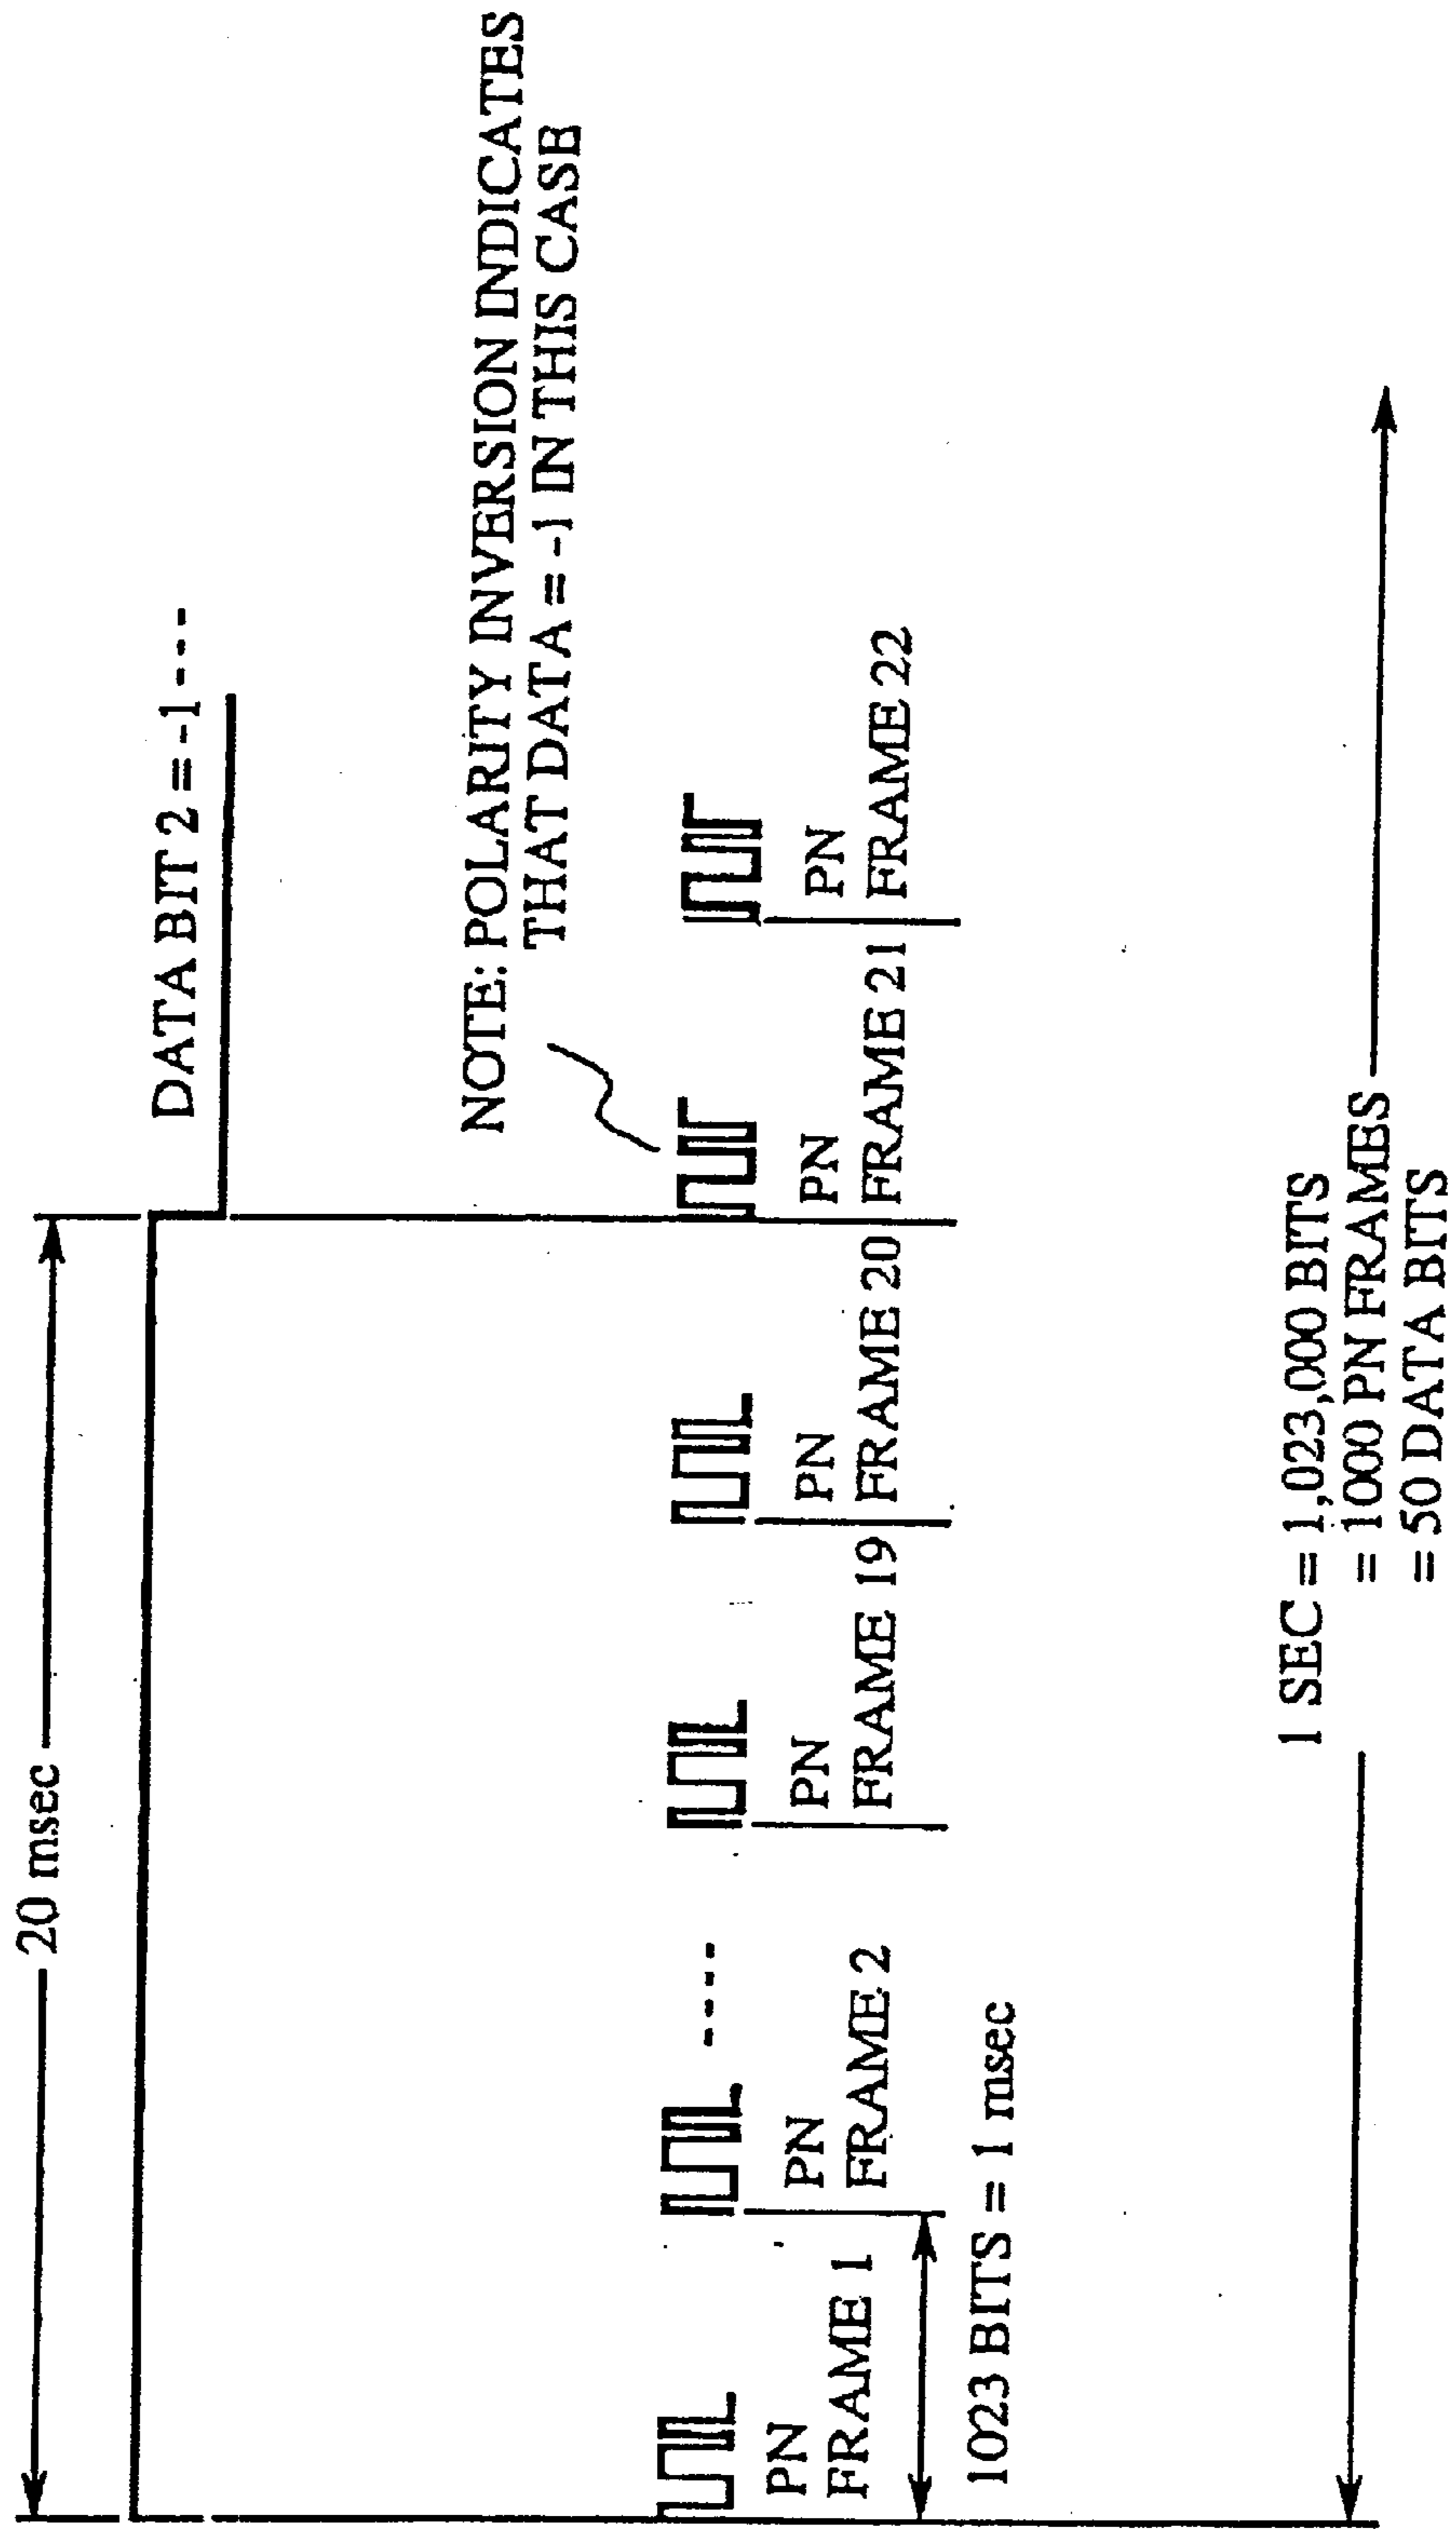 20 msec
DATA BIT 2 = -1 ---
NOTE: POLARITY INVERSION INDICATES
THAT DATA = -1 IN THIS CASE
PN
FRAME 1
PN
FRAME 2
PN
FRAME 19
PN
FRAME 20
PN
FRAME 21
PN
FRAME 22
1023 BITS = 1 msec
1 SEC = 1,023,000 BITS
= 1000 PN FRAMES
= 50 DATA BITS